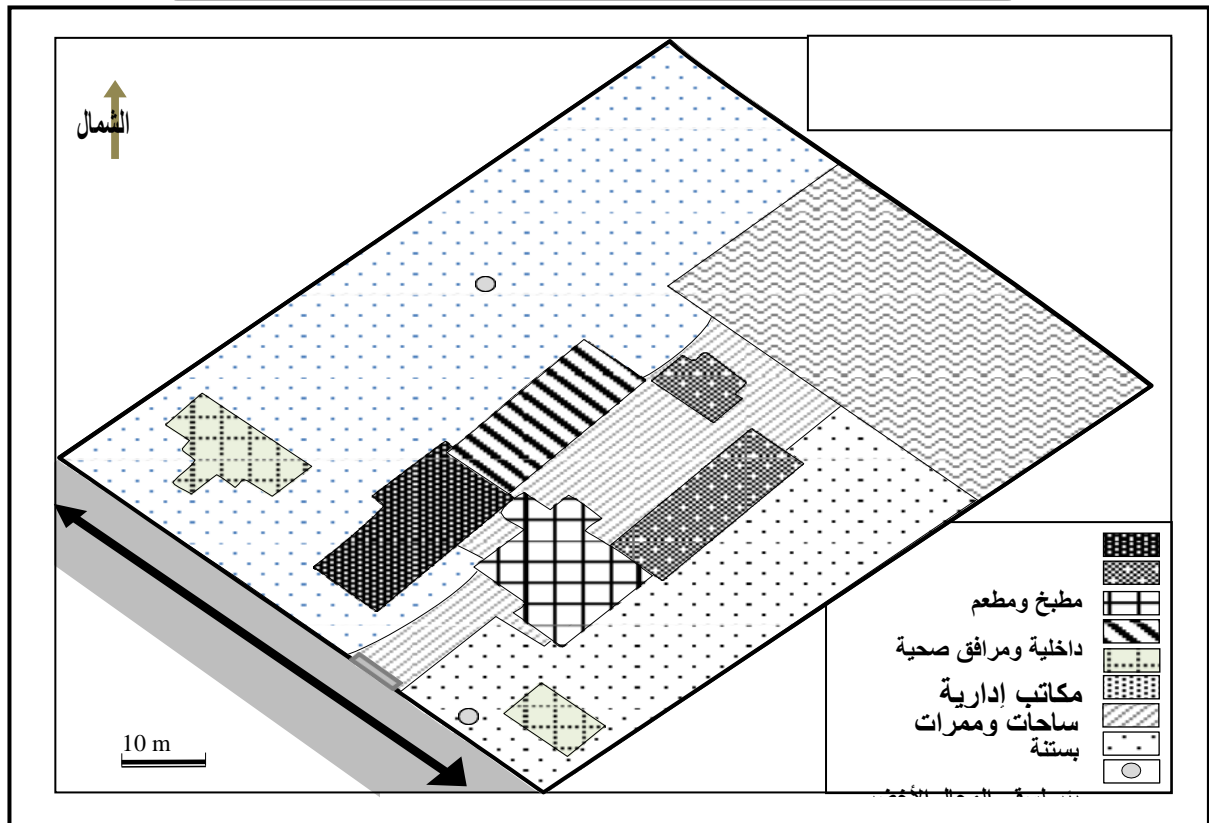 الشمال
مطبخ ومطعم
داخلية ومرافق صحية
مكاتب إدارية
ساحات وممرات
بستنة
10 m